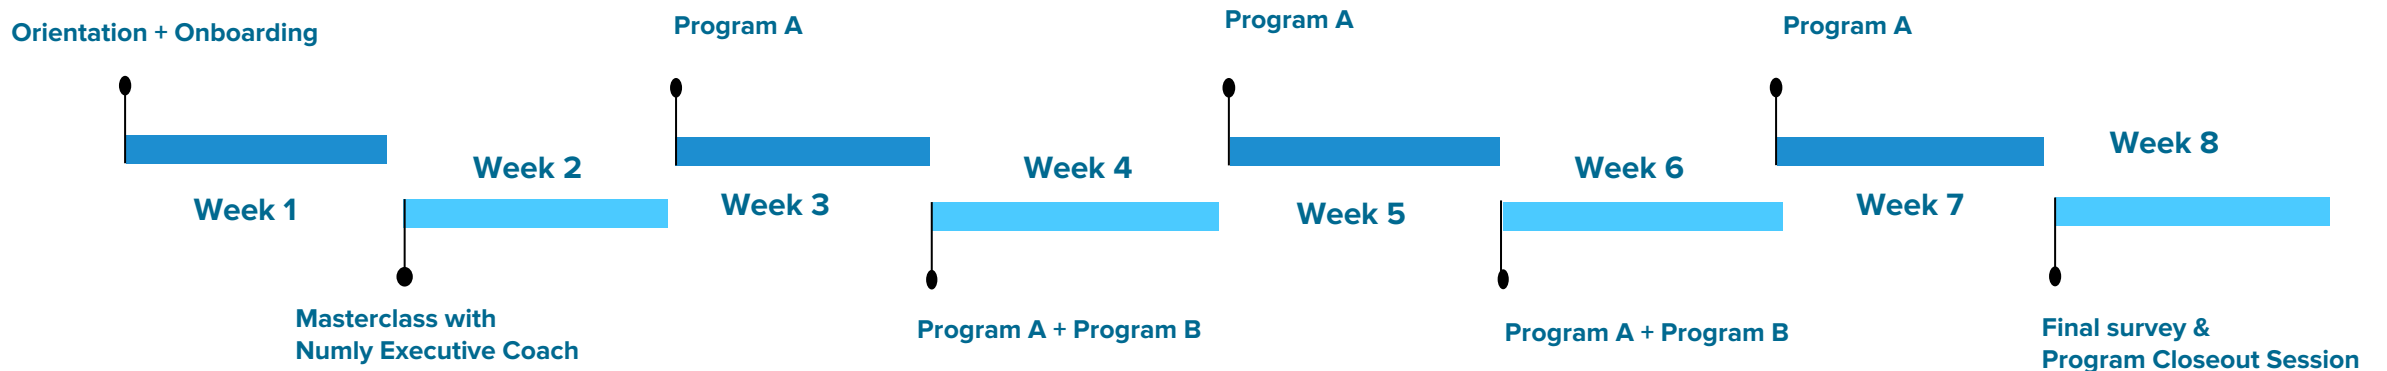 Orientation + Onboarding
Program A
Program A
Program A
Week 1
Week 2
Week 3
Week 4
Week 5
Week 6
Week 7
Week 8
Masterclass with
Numly Executive Coach
Program A + Program B
Program A + Program B
Final survey &
Program Closeout Session